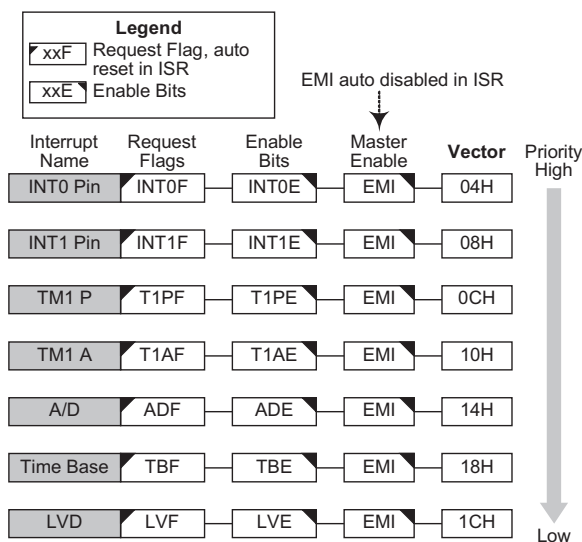 Legend
xxF Request Flag, auto
reset in ISR
xxE Enable Bits
EMI auto disabled in ISR
Interrupt Name Request Flags Enable Bits Master Enable Vector Priority High
INT0 Pin INT0F INT0E EMI 04H
INT1 Pin INT1F INT1E EMI 08H
TM1 P T1PF T1PE EMI 0CH
TM1 A T1AF T1AE EMI 10H
A/D ADF ADE EMI 14H
Time Base TBF TBE EMI 18H
LVD LVF LVE EMI 1CH
Low